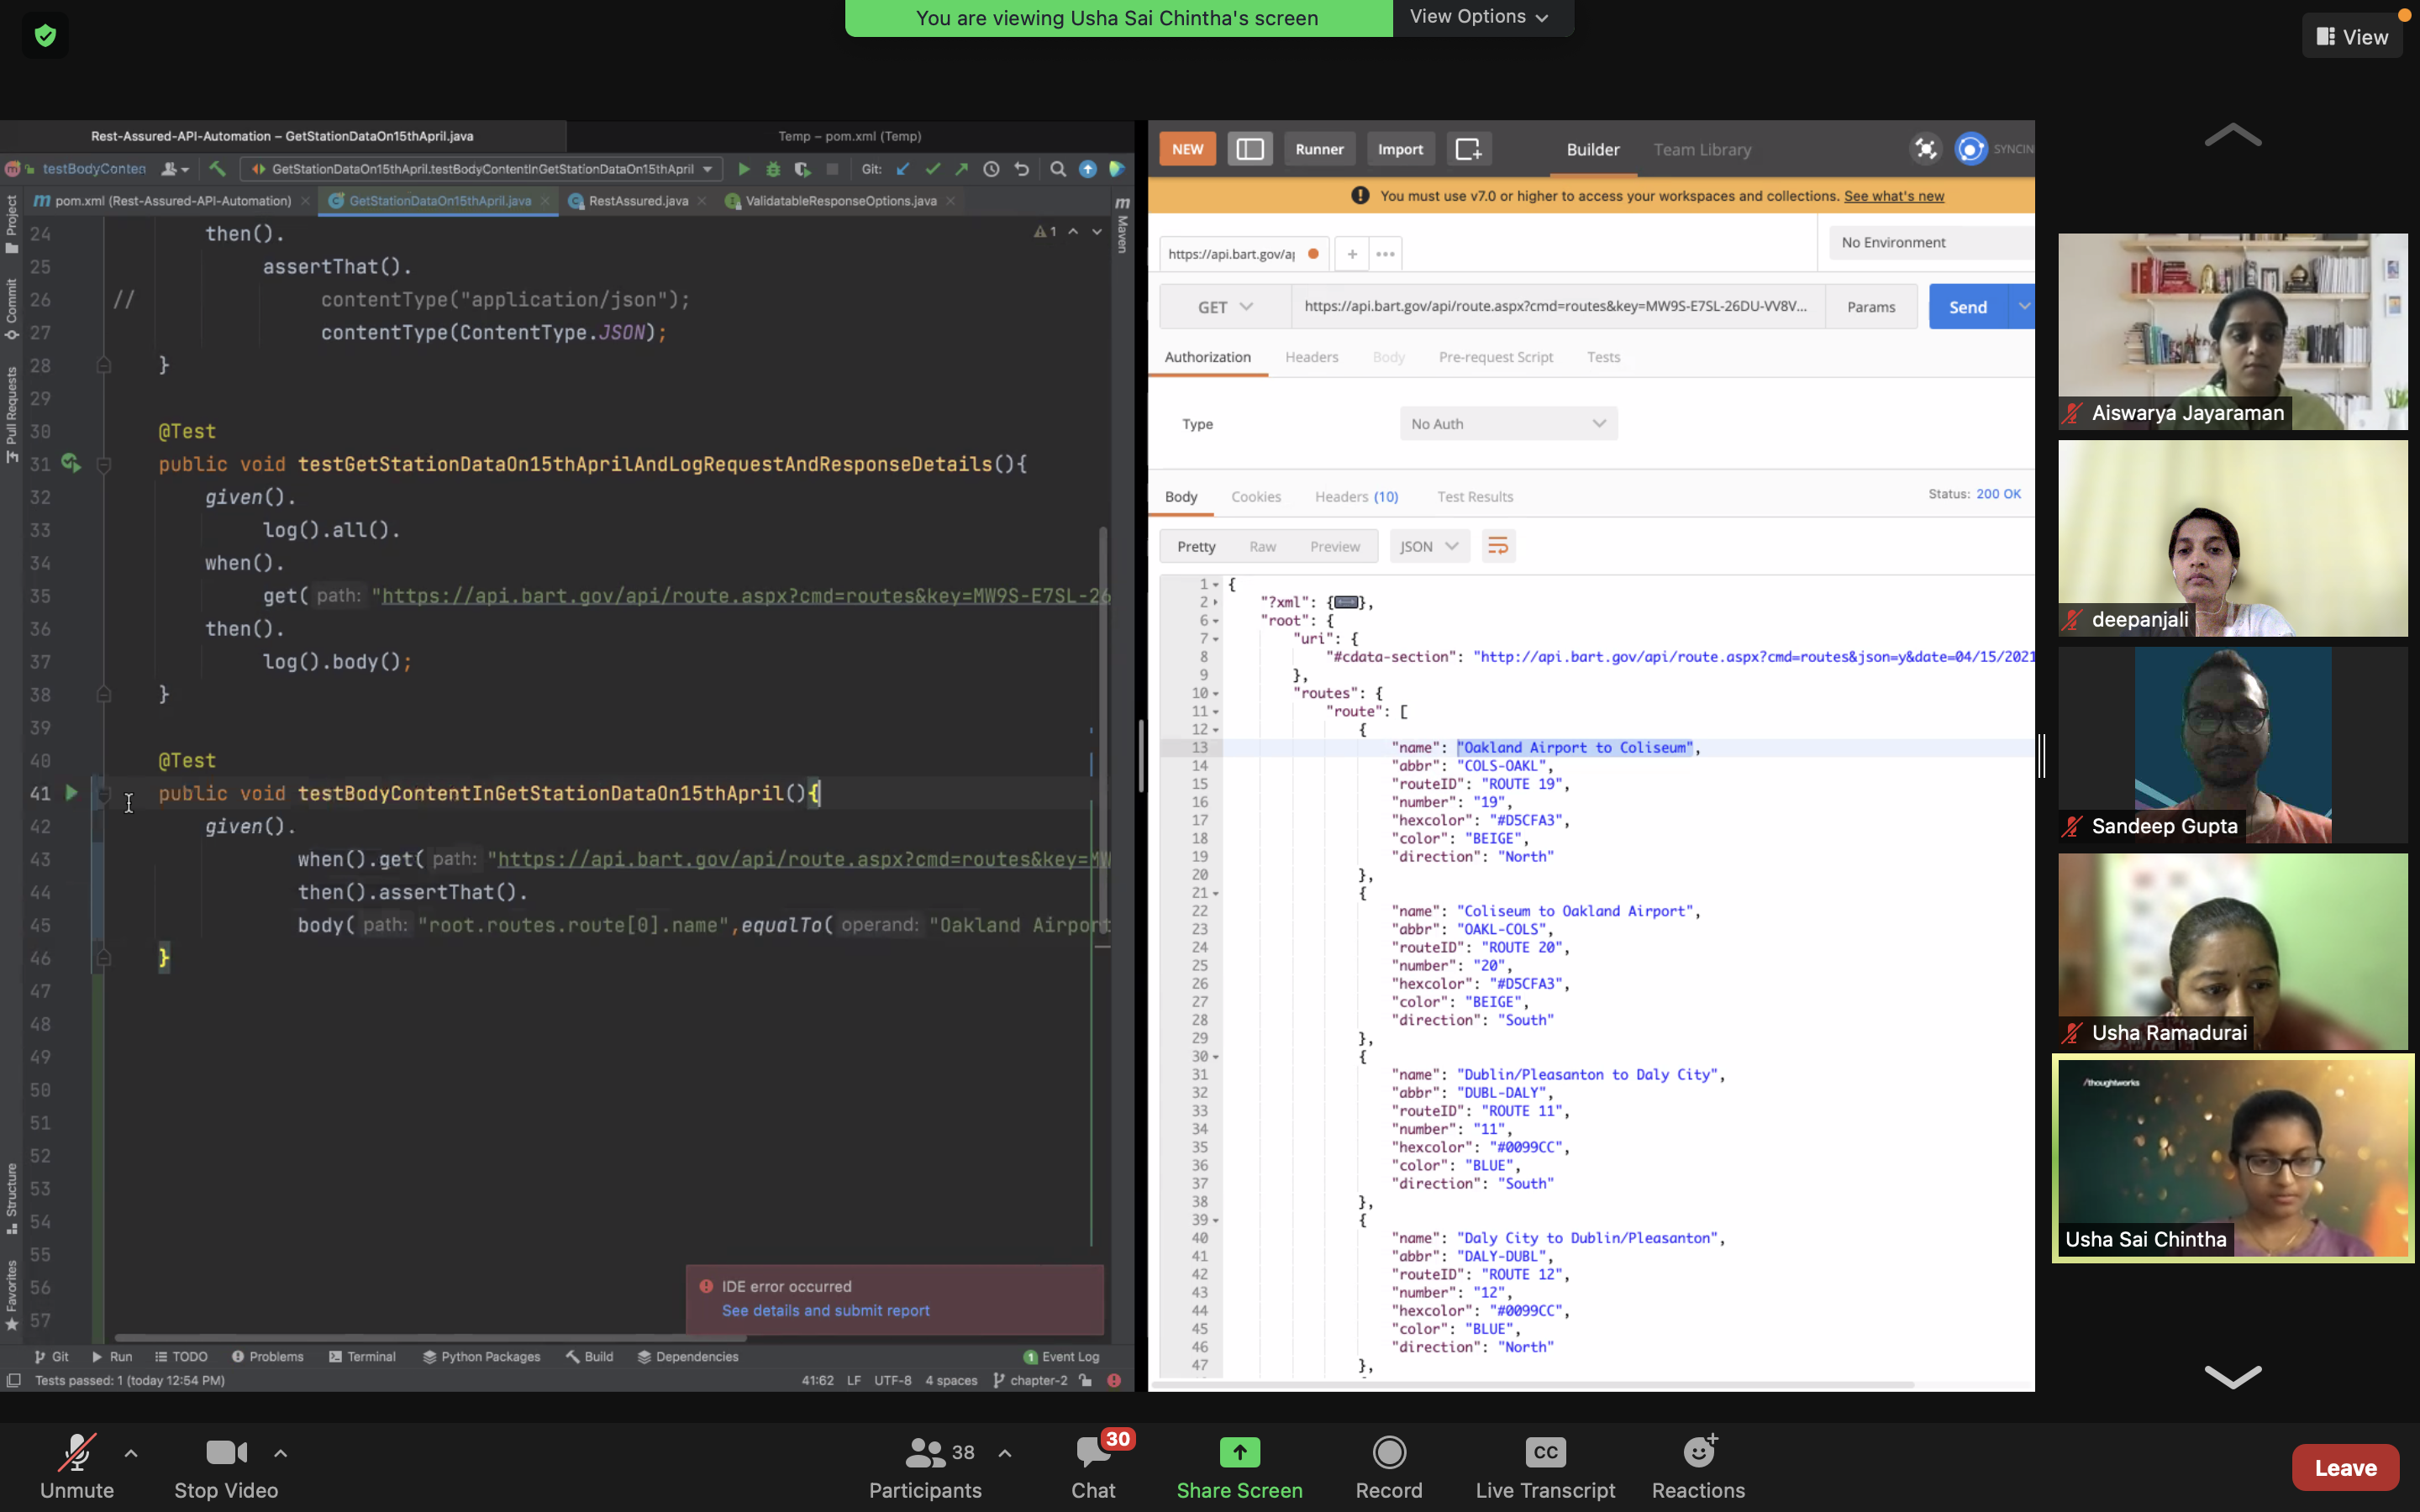 You are viewing Usha Sai Chintha's screen
View Options
View
Rest-Assured-API-Automation – GetStationDataOn15thApril.java
Temp – pom.xml (Temp)
testBodyConten
GetStationDataOn15thApril.testBodyContentInGetStationDataOn15thApril
Git:
pom.xml (Rest-Assured-API-Automation)
GetStationDataOn15thApril.java
RestAssured.java
ValidatableResponseOptions.java
Project
Commit
Pull Requests
Structure
Favorites
Maven
1
24 then().
25 assertThat().
26 // contentType("application/json");
27 contentType(ContentType.JSON);
28 }
29
30 @Test
31 public void testGetStationDataOn15thAprilAndLogRequestAndResponseDetails(){
32 given().
33 log().all().
34 when().
35 get( path: "https://api.bart.gov/api/route.aspx?cmd=routes&key=MW9S-E7SL-26
36 then().
37 log().body();
38 }
39
40 @Test
41 public void testBodyContentInGetStationDataOn15thApril(){
42 given().
43 when().get( path: "https://api.bart.gov/api/route.aspx?cmd=routes&key=MW
44 then().assertThat().
45 body( path: "root.routes.route[0].name",equalTo( operand: "Oakland Airport
46 }
47
48
49
50
51
52
53
54
55
56
57
IDE error occurred
See details and submit report
Git
Run
TODO
Problems
Terminal
Python Packages
Build
Dependencies
1 Event Log
Tests passed: 1 (today 12:54 PM)
41:62 LF UTF-8 4 spaces chapter-2
NEW
Runner
Import
Builder
Team Library
SYNCIN
You must use v7.0 or higher to access your workspaces and collections. See what's new
https://api.bart.gov/ap
No Environment
GET
https://api.bart.gov/api/route.aspx?cmd=routes&key=MW9S-E7SL-26DU-VV8V...
Params
Send
Authorization
Headers
Body
Pre-request Script
Tests
Type
No Auth
Body
Cookies
Headers (10)
Test Results
Status: 200 OK
Pretty
Raw
Preview
JSON
1 {
2 "?xml": {},
6 "root": {
7 "uri": {
8 "#cdata-section": "http://api.bart.gov/api/route.aspx?cmd=routes&json=y&date=04/15/2021
9 },
10 "routes": {
11 "route": [
12 {
13 "name": "Oakland Airport to Coliseum",
14 "abbr": "COLS-OAKL",
15 "routeID": "ROUTE 19",
16 "number": "19",
17 "hexcolor": "#D5CFA3",
18 "color": "BEIGE",
19 "direction": "North"
20 },
21 {
22 "name": "Coliseum to Oakland Airport",
23 "abbr": "OAKL-COLS",
24 "routeID": "ROUTE 20",
25 "number": "20",
26 "hexcolor": "#D5CFA3",
27 "color": "BEIGE",
28 "direction": "South"
29 },
30 {
31 "name": "Dublin/Pleasanton to Daly City",
32 "abbr": "DUBL-DALY",
33 "routeID": "ROUTE 11",
34 "number": "11",
35 "hexcolor": "#0099CC",
36 "color": "BLUE",
37 "direction": "South"
38 },
39 {
40 "name": "Daly City to Dublin/Pleasanton",
41 "abbr": "DALY-DUBL",
42 "routeID": "ROUTE 12",
43 "number": "12",
44 "hexcolor": "#0099CC",
45 "color": "BLUE",
46 "direction": "North"
47 },
Aiswarya Jayaraman
deepanjali
Sandeep Gupta
Usha Ramadurai
/thoughtworks
Usha Sai Chintha
Unmute
Stop Video
38
Participants
30
Chat
Share Screen
Record
CC
Live Transcript
Reactions
Leave